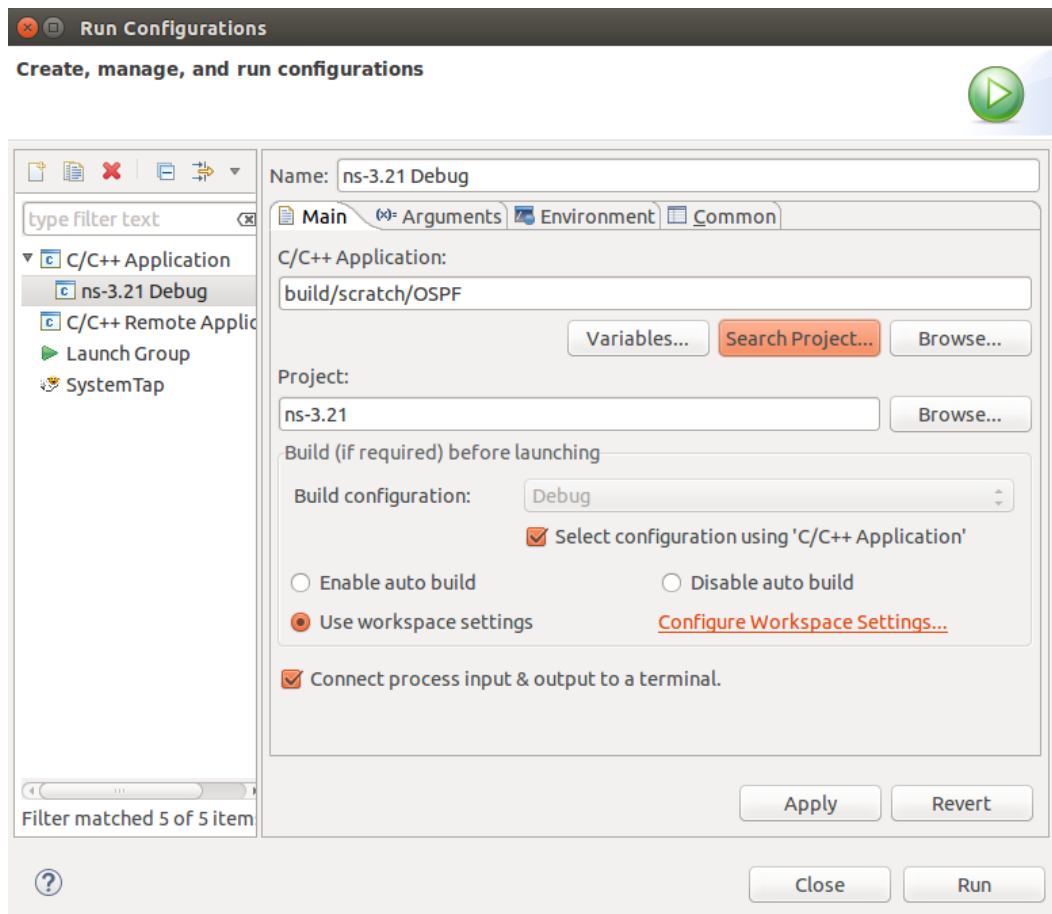 Run Configurations
Create, manage, and run configurations
type filter text
C/C++ Application
ns-3.21 Debug
C/C++ Remote Applic
Launch Group
SystemTap
Filter matched 5 of 5 item
Name: ns-3.21 Debug
Main (x)= Arguments Environment Common
C/C++ Application:
build/scratch/OSPF
Variables... Search Project... Browse...
Project:
ns-3.21 Browse...
Build (if required) before launching
Build configuration: Debug
Select configuration using 'C/C++ Application'
Enable auto build Disable auto build
Use workspace settings Configure Workspace Settings...
Connect process input & output to a terminal.
Apply Revert
? Close Run